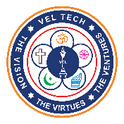 VEL TECH
THE VISION
THE VENTURES
THE VIRTUES
ॐ